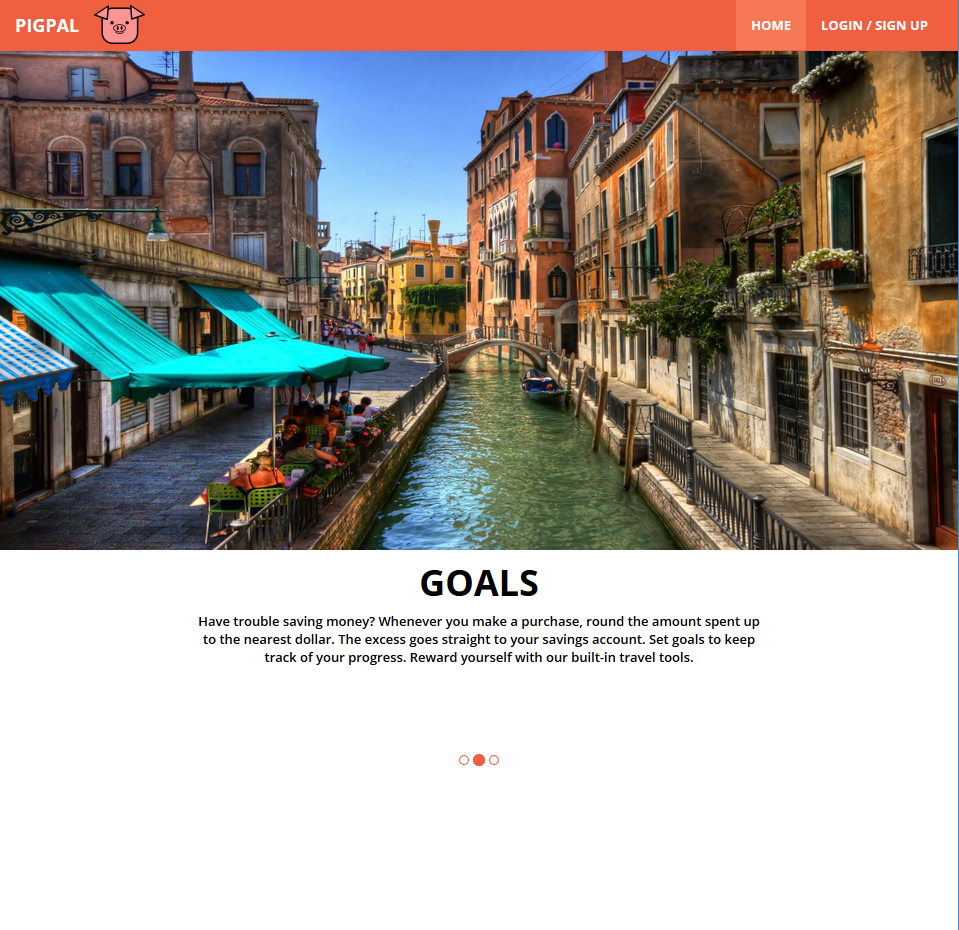 PIGPAL
HOME
LOGIN / SIGN UP
GOALS
Have trouble saving money? Whenever you make a purchase, round the amount spent up
to the nearest dollar. The excess goes straight to your savings account. Set goals to keep
track of your progress. Reward yourself with our built-in travel tools.